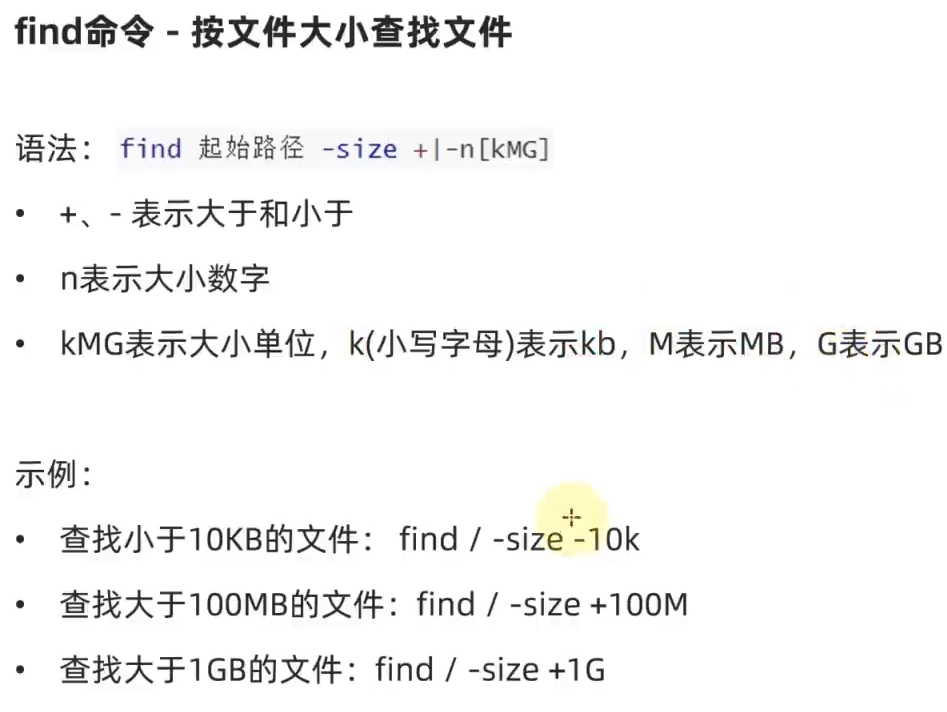 find命令 - 按文件大小查找文件
语法： find 起始路径 -size +|-n[kMG]
• +、- 表示大于和小于
• n表示大小数字
• kMG表示大小单位，k(小写字母)表示kb，M表示MB，G表示GB
示例：
• 查找小于10KB的文件： find / -size -10k
• 查找大于100MB的文件：find / -size +100M
• 查找大于1GB的文件：find / -size +1G